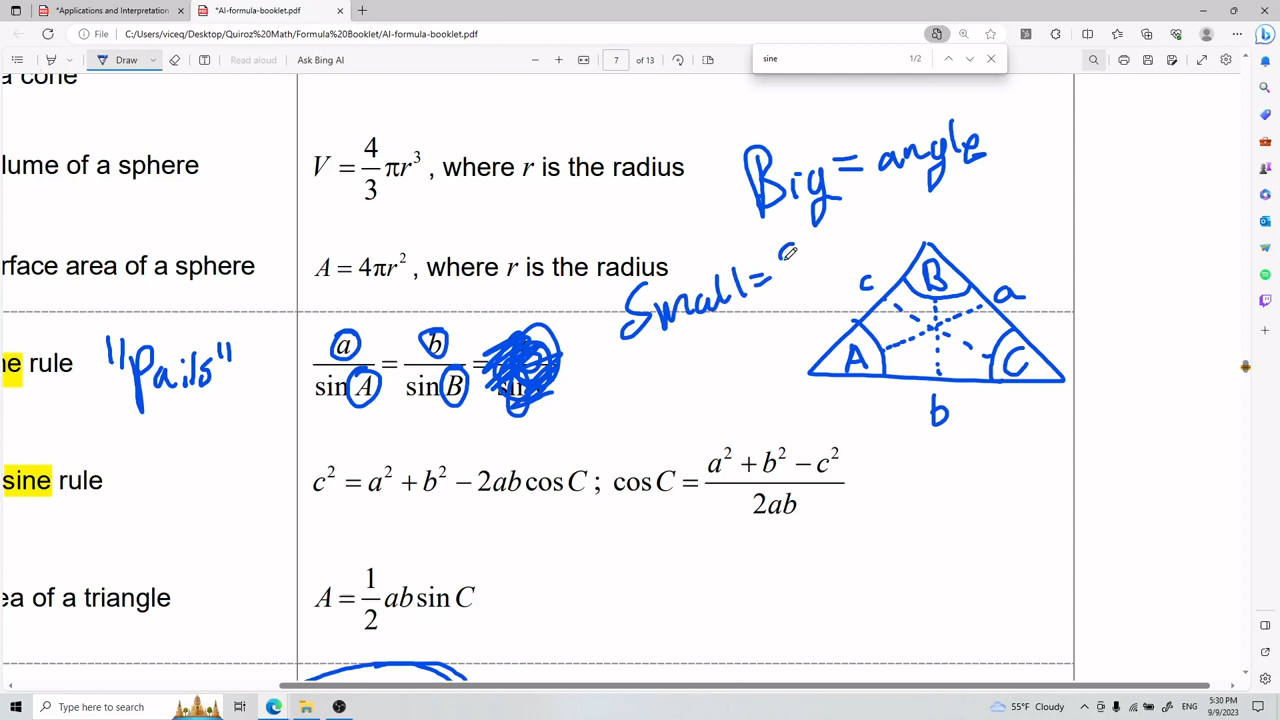 *Applications and Interpretation
*AI-formula-booklet.pdf
File
C:/Users/viceq/Desktop/Quiroz%20Math/Formula%20Booklet/AI-formula-booklet.pdf
Draw
Read aloud
Ask Bing AI
7
of 13
sine
1/2
a cone
lume of a sphere
V = 4/3 πr³ , where r is the radius
Big = angle
rface area of a sphere
A = 4πr² , where r is the radius
Small =
ne rule
"Pairs"
a/sin A = b/sin B =
B
c
a
A
C
b
sine rule
c² = a² + b² − 2ab cos C ; cos C = (a² + b² − c²)/2ab
ea of a triangle
A = 1/2 ab sin C
Type here to search
55°F Cloudy
ENG
5:30 PM
9/9/2023